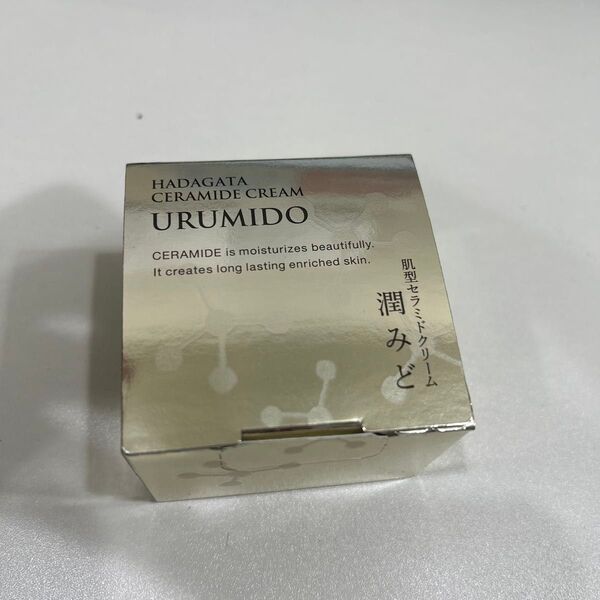 HADAGATA
CERAMIDE CREAM
URUMIDO
CERAMIDE is moisturizes beautifully.
It creates long lasting enriched skin.
肌型セラミドクリーム
潤みど